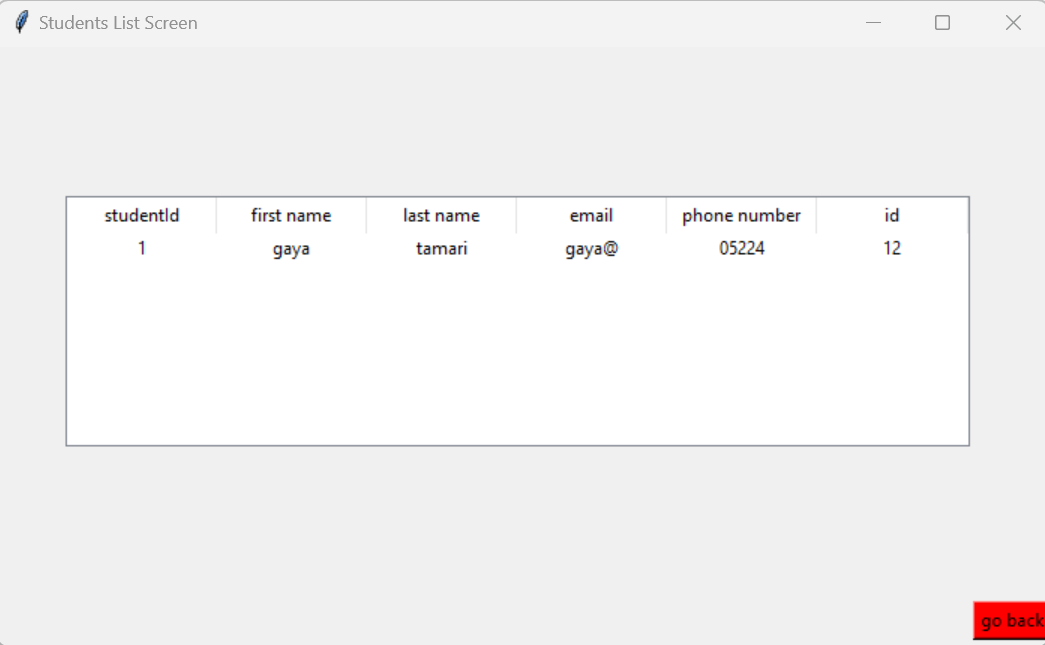 Students List Screen
studentId first name last name email phone number id
1 gaya tamari gaya@ 05224 12
go back